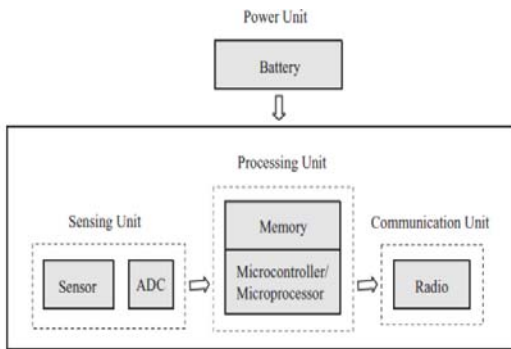 Power Unit
Battery
Processing Unit
Sensing Unit
Communication Unit
Memory
Sensor
ADC
Microcontroller/
Microprocessor
Radio